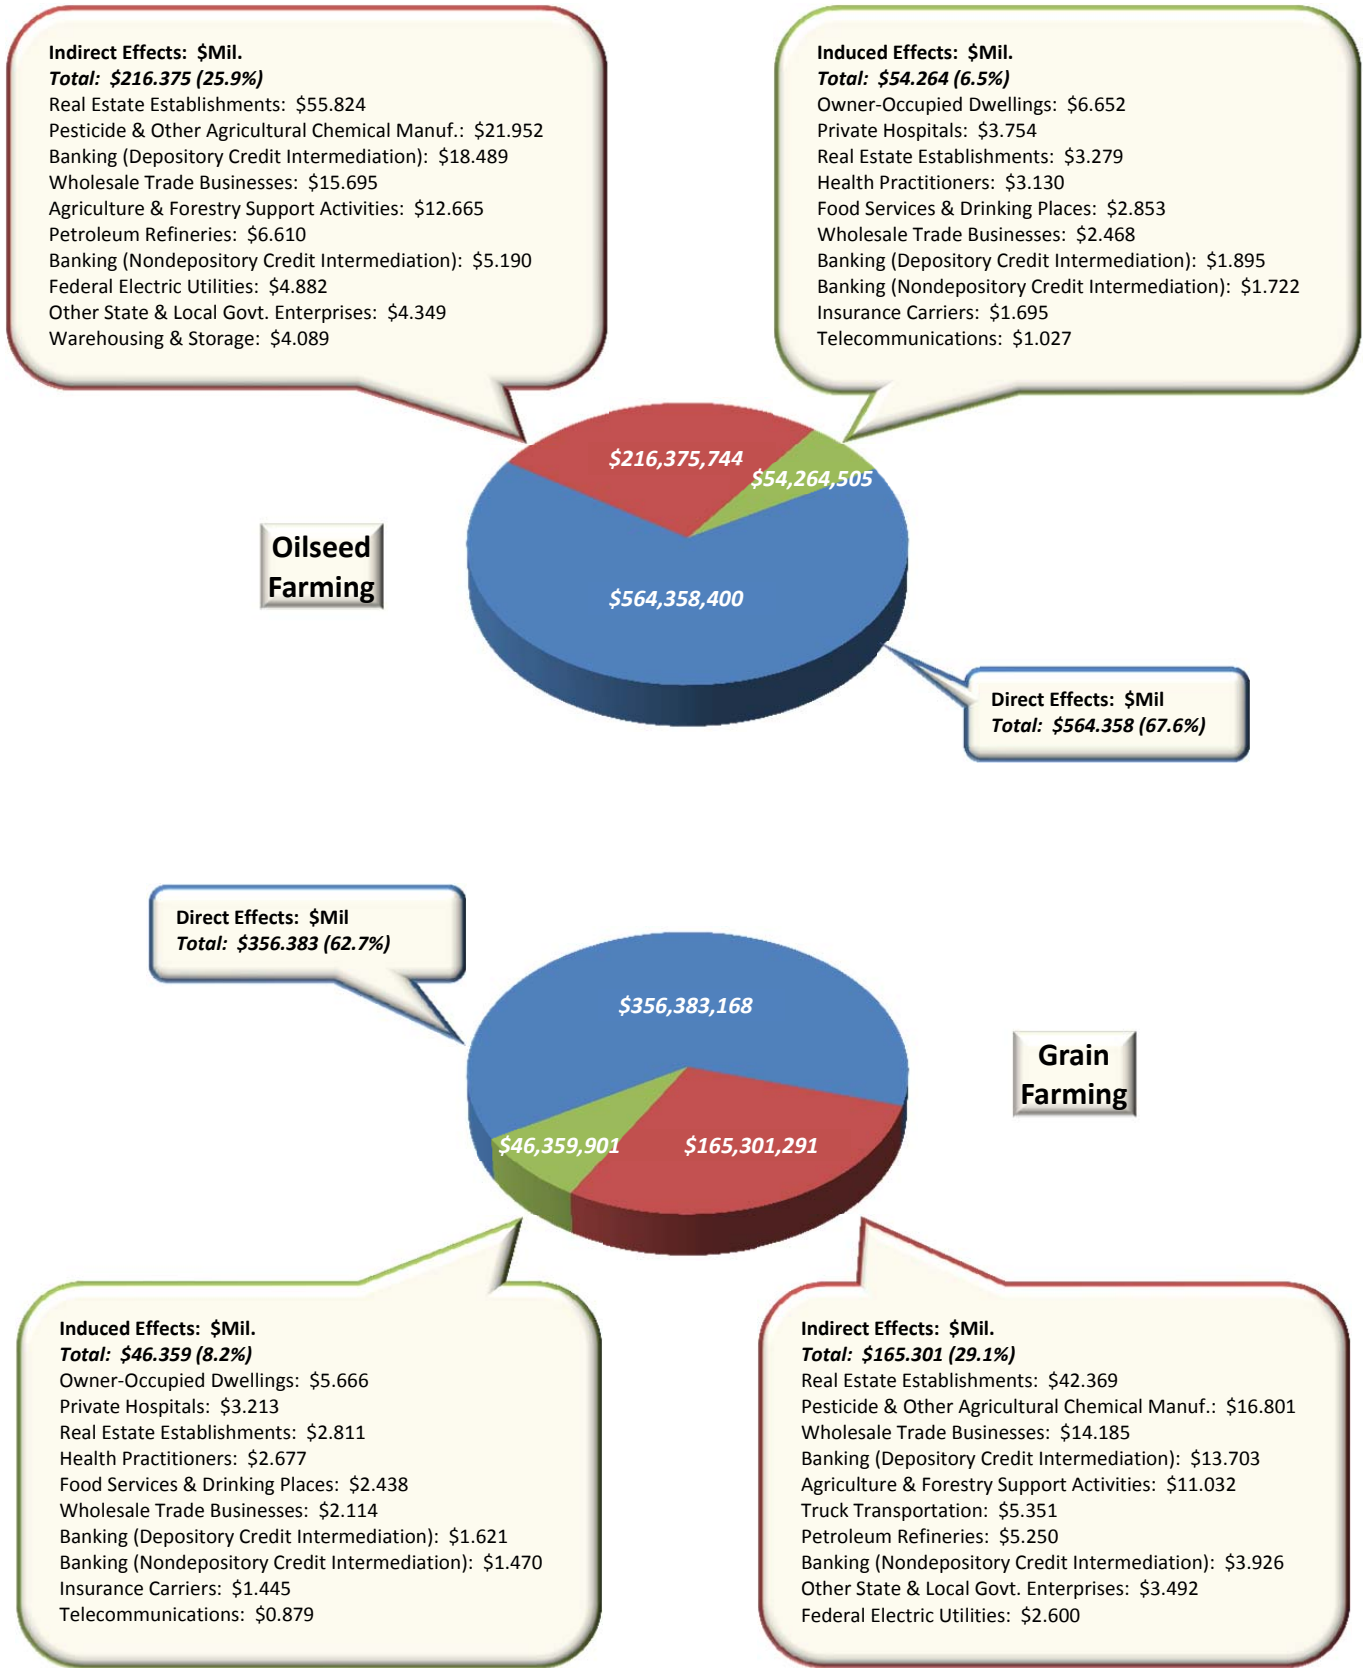 Indirect Effects:  $Mil.
Total:  $216.375 (25.9%)
Real Estate Establishments:  $55.824
Pesticide & Other Agricultural Chemical Manuf.:  $21.952
Banking (Depository Credit Intermediation):  $18.489
Wholesale Trade Businesses:  $15.695
Agriculture & Forestry Support Activities:  $12.665
Petroleum Refineries:  $6.610
Banking (Nondepository Credit Intermediation):  $5.190
Federal Electric Utilities:  $4.882
Other State & Local Govt. Enterprises:  $4.349
Warehousing & Storage:  $4.089
Induced Effects:  $Mil.
Total:  $54.264 (6.5%)
Owner-Occupied Dwellings:  $6.652
Private Hospitals:  $3.754
Real Estate Establishments:  $3.279
Health Practitioners:  $3.130
Food Services & Drinking Places:  $2.853
Wholesale Trade Businesses:  $2.468
Banking (Depository Credit Intermediation):  $1.895
Banking (Nondepository Credit Intermediation):  $1.722
Insurance Carriers:  $1.695
Telecommunications:  $1.027
$216,375,744
$54,264,505
Oilseed
Farming
$564,358,400
Direct Effects:  $Mil
Total:  $564.358 (67.6%)
Direct Effects:  $Mil
Total:  $356.383 (62.7%)
$356,383,168
Grain
Farming
$46,359,901
$165,301,291
Induced Effects:  $Mil.
Total:  $46.359 (8.2%)
Owner-Occupied Dwellings:  $5.666
Private Hospitals:  $3.213
Real Estate Establishments:  $2.811
Health Practitioners:  $2.677
Food Services & Drinking Places:  $2.438
Wholesale Trade Businesses:  $2.114
Banking (Depository Credit Intermediation):  $1.621
Banking (Nondepository Credit Intermediation):  $1.470
Insurance Carriers:  $1.445
Telecommunications:  $0.879
Indirect Effects:  $Mil.
Total:  $165.301 (29.1%)
Real Estate Establishments:  $42.369
Pesticide & Other Agricultural Chemical Manuf.:  $16.801
Wholesale Trade Businesses:  $14.185
Banking (Depository Credit Intermediation):  $13.703
Agriculture & Forestry Support Activities:  $11.032
Truck Transportation:  $5.351
Petroleum Refineries:  $5.250
Banking (Nondepository Credit Intermediation):  $3.926
Other State & Local Govt. Enterprises:  $3.492
Federal Electric Utilities:  $2.600